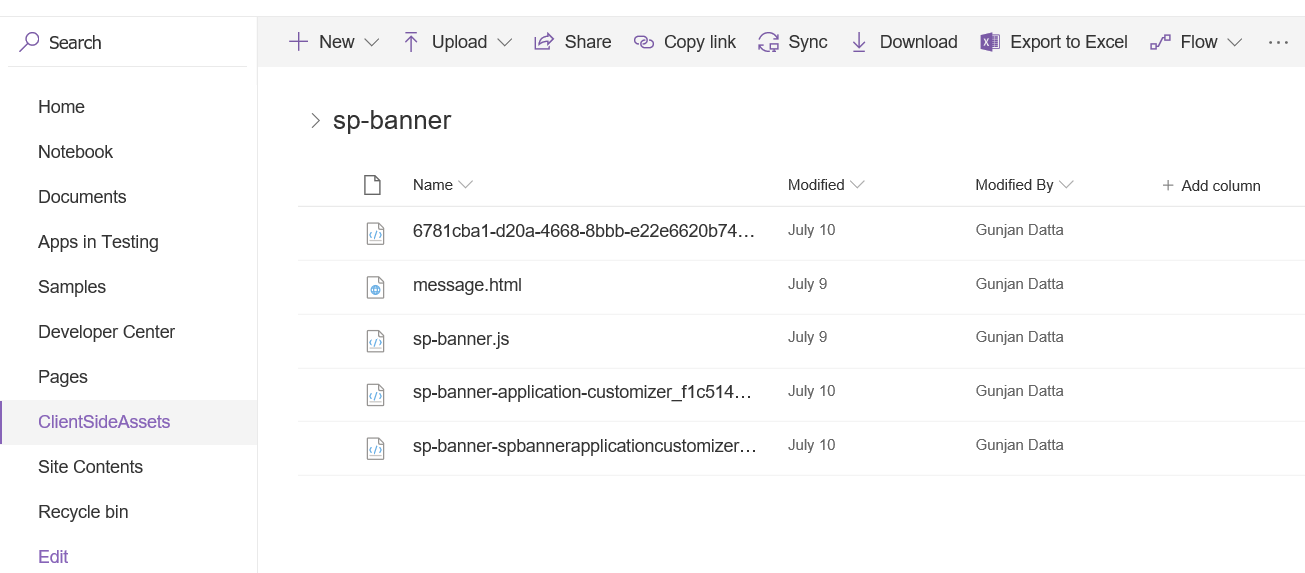 Search
New
Upload
Share
Copy link
Sync
Download
Export to Excel
Flow
Home
Notebook
Documents
Apps in Testing
Samples
Developer Center
Pages
ClientSideAssets
Site Contents
Recycle bin
Edit
sp-banner
Name Modified Modified By + Add column
6781cba1-d20a-4668-8bbb-e22e6620b74... July 10 Gunjan Datta
message.html July 9 Gunjan Datta
sp-banner.js July 9 Gunjan Datta
sp-banner-application-customizer_f1c514... July 10 Gunjan Datta
sp-banner-spbannerapplicationcustomizer... July 10 Gunjan Datta